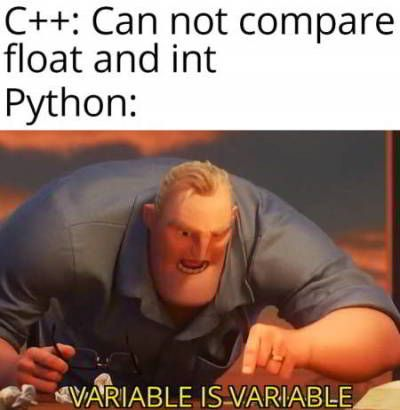 C++: Can not compare
float and int
Python:
VARIABLE IS VARIABLE